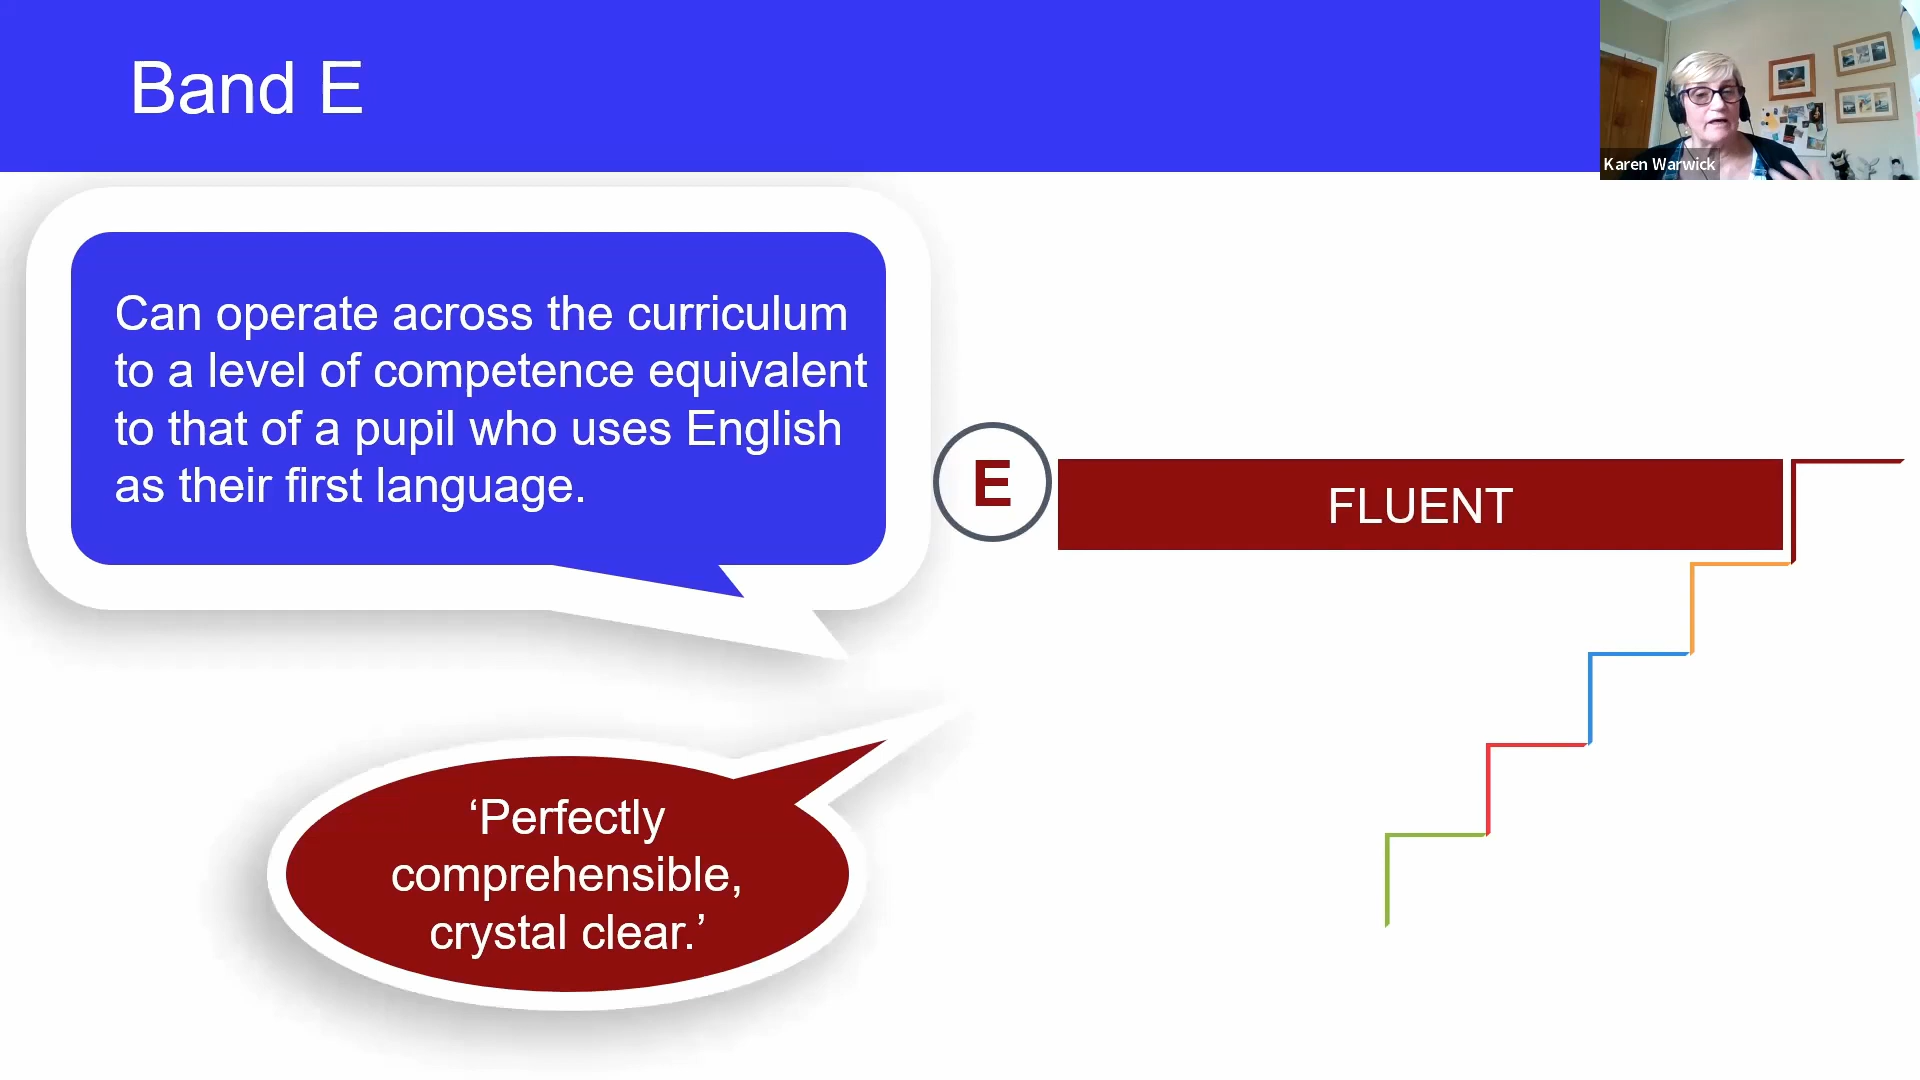 Band E
Karen Warwick
Can operate across the curriculum
to a level of competence equivalent
to that of a pupil who uses English
as their first language.
E
FLUENT
‘Perfectly
comprehensible,
crystal clear.’